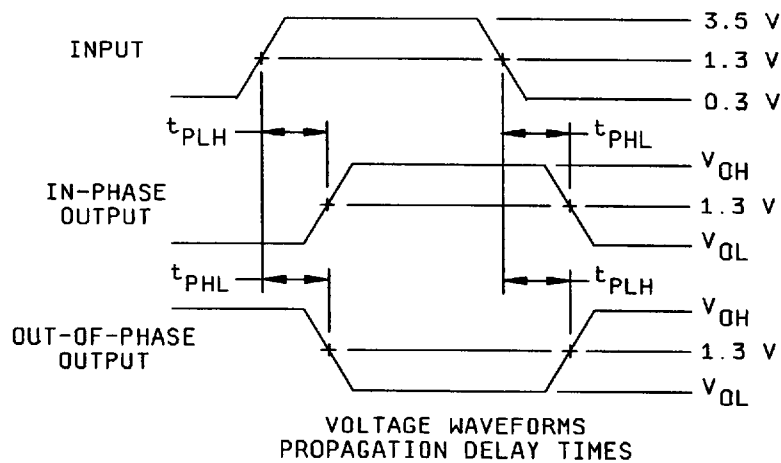 3.5 V
INPUT
1.3 V
0.3 V
tPLH
tPHL
VOH
IN-PHASE
OUTPUT
1.3 V
VOL
tPHL
tPLH
VOH
OUT-OF-PHASE
OUTPUT
1.3 V
VOL
VOLTAGE WAVEFORMS
PROPAGATION DELAY TIMES